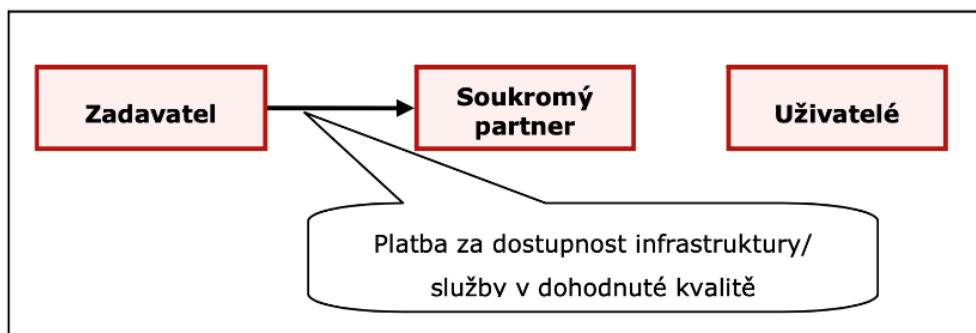 Zadavatel
Soukromý
partner
Uživatelé
Platba za dostupnost infrastruktury/
služby v dohodnuté kvalitě